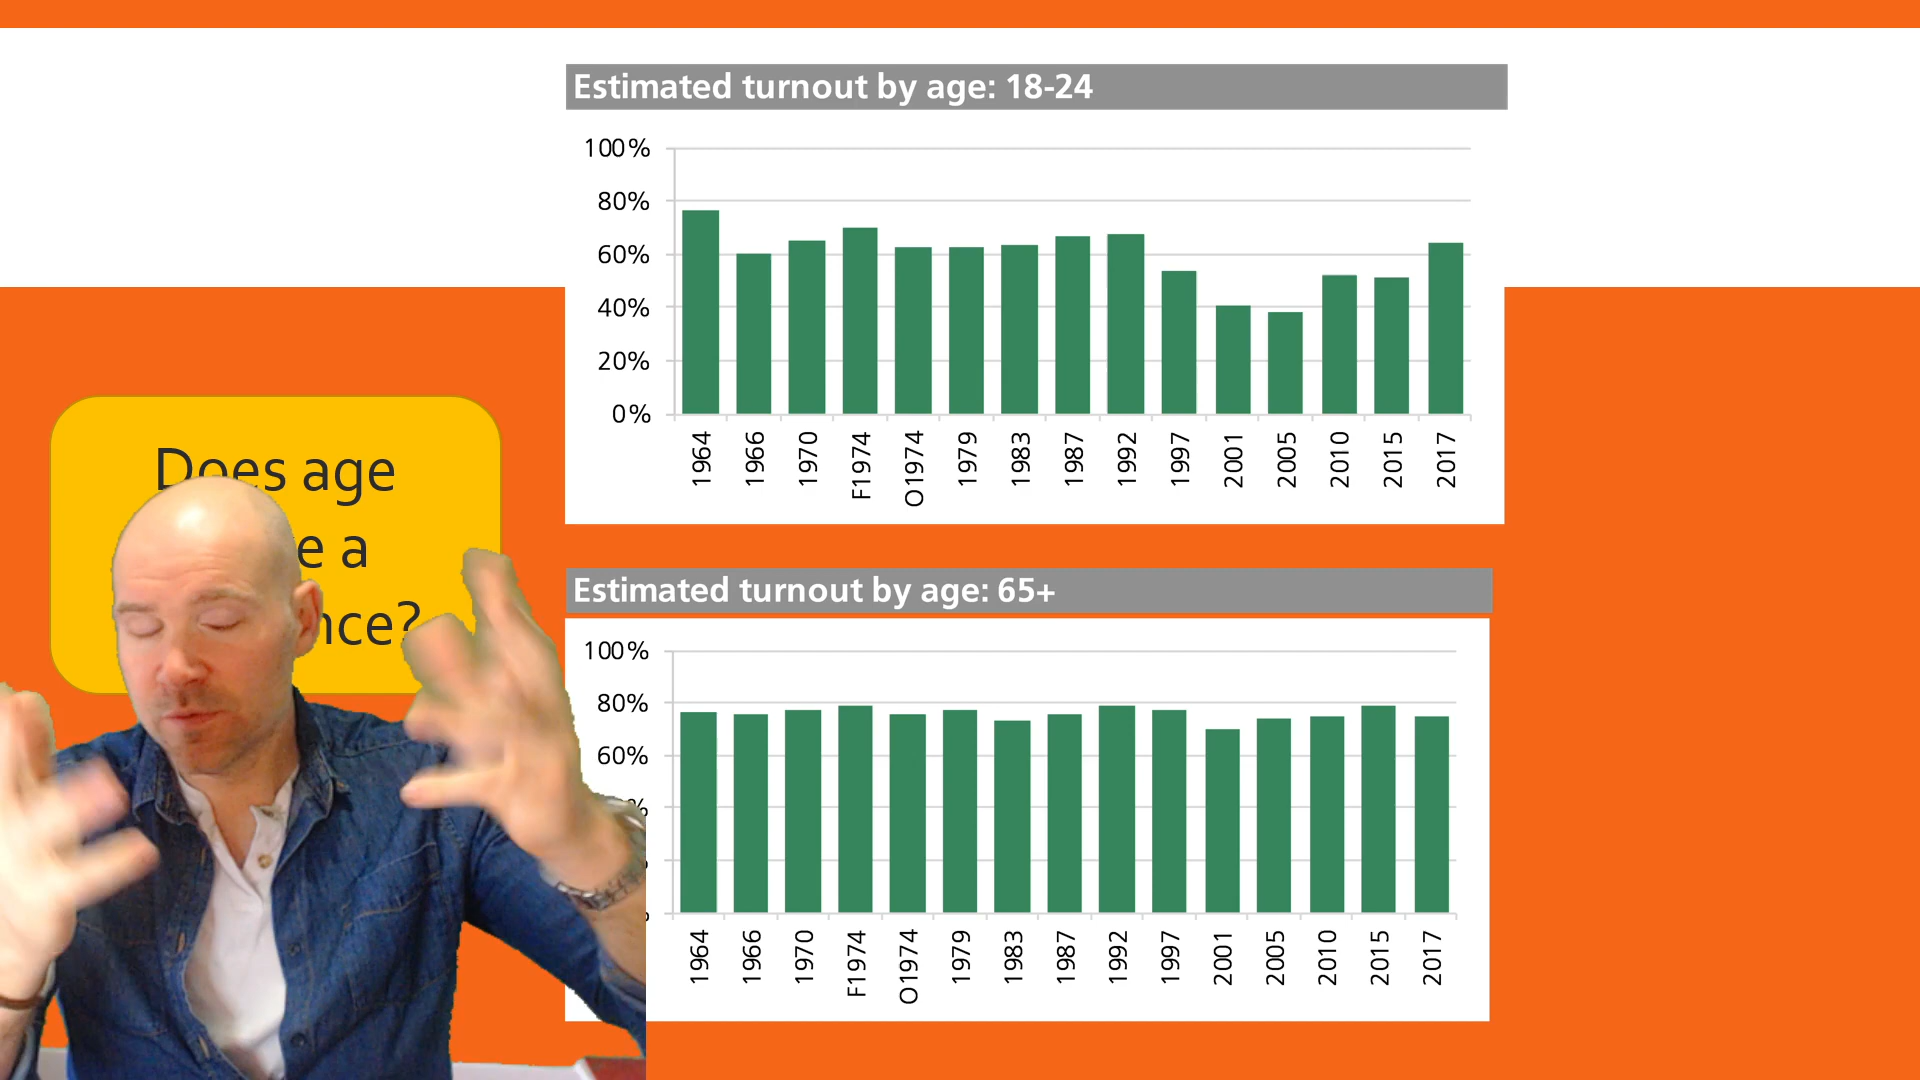 Estimated turnout by age: 18-24
100%
80%
60%
40%
20%
0%
1964 1966 1970 F1974 O1974 1979 1983 1987 1992 1997 2001 2005 2010 2015 2017
Does age
e a
nce?
Estimated turnout by age: 65+
100%
80%
60%
%
1964 1966 1970 F1974 O1974 1979 1983 1987 1992 1997 2001 2005 2010 2015 2017